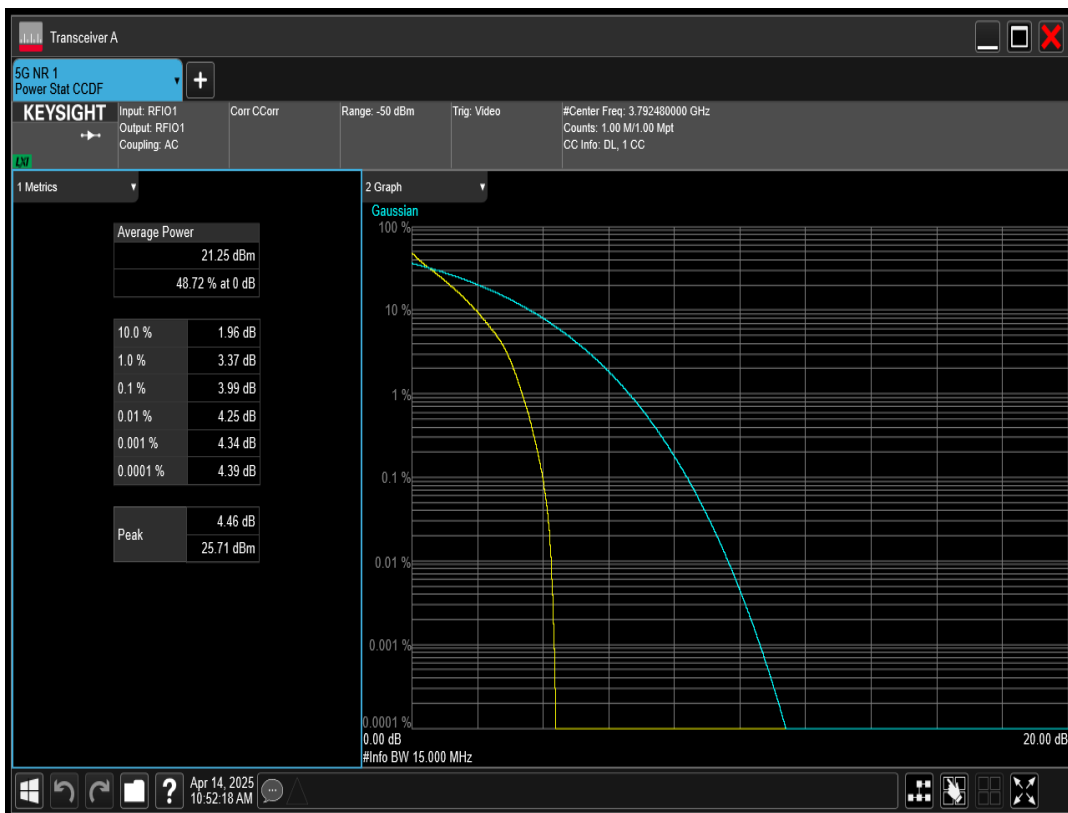 Transceiver A
5G NR 1
Power Stat CCDF
+
KEYSIGHT
LXI
Input: RFIO1
Output: RFIO1
Coupling: AC
Corr CCorr
Range: -50 dBm
Trig: Video
#Center Freq: 3.792480000 GHz
Counts: 1.00 M/1.00 Mpt
CC Info: DL, 1 CC
1 Metrics
Average Power
21.25 dBm
48.72 % at 0 dB
10.0 % 1.96 dB
1.0 % 3.37 dB
0.1 % 3.99 dB
0.01 % 4.25 dB
0.001 % 4.34 dB
0.0001 % 4.39 dB
Peak 4.46 dB
25.71 dBm
2 Graph
Gaussian
100 %
10 %
1 %
0.1 %
0.01 %
0.001 %
0.0001 %
0.00 dB 20.00 dB
#Info BW 15.000 MHz
?
Apr 14, 2025
10:52:18 AM